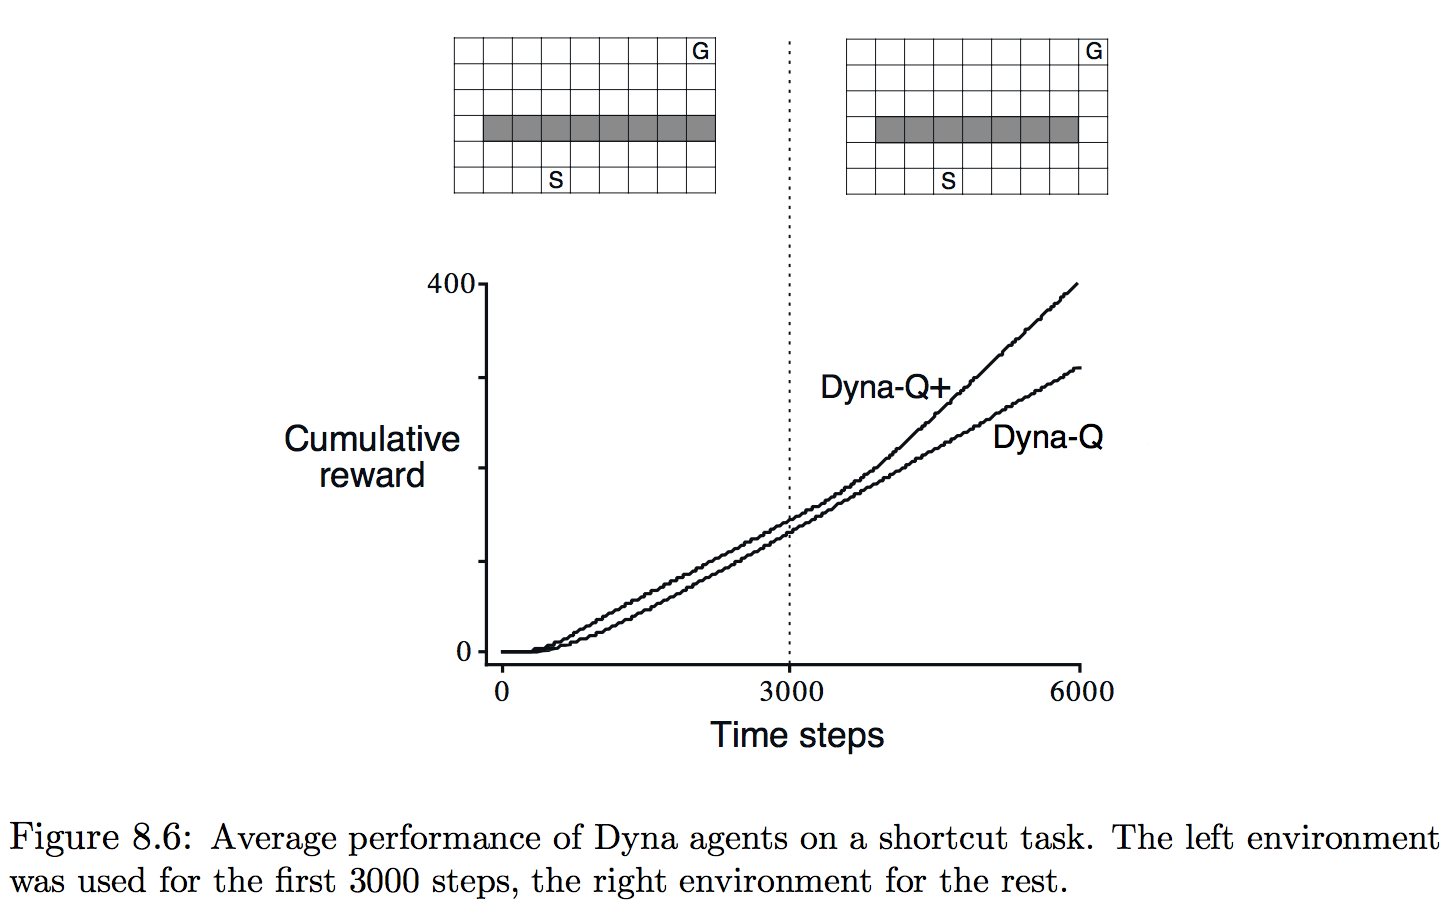 G
G
S
S
400
Dyna-Q+
Dyna-Q
Cumulative
reward
0
0
3000
6000
Time steps
Figure 8.6: Average performance of Dyna agents on a shortcut task. The left environment
was used for the first 3000 steps, the right environment for the rest.